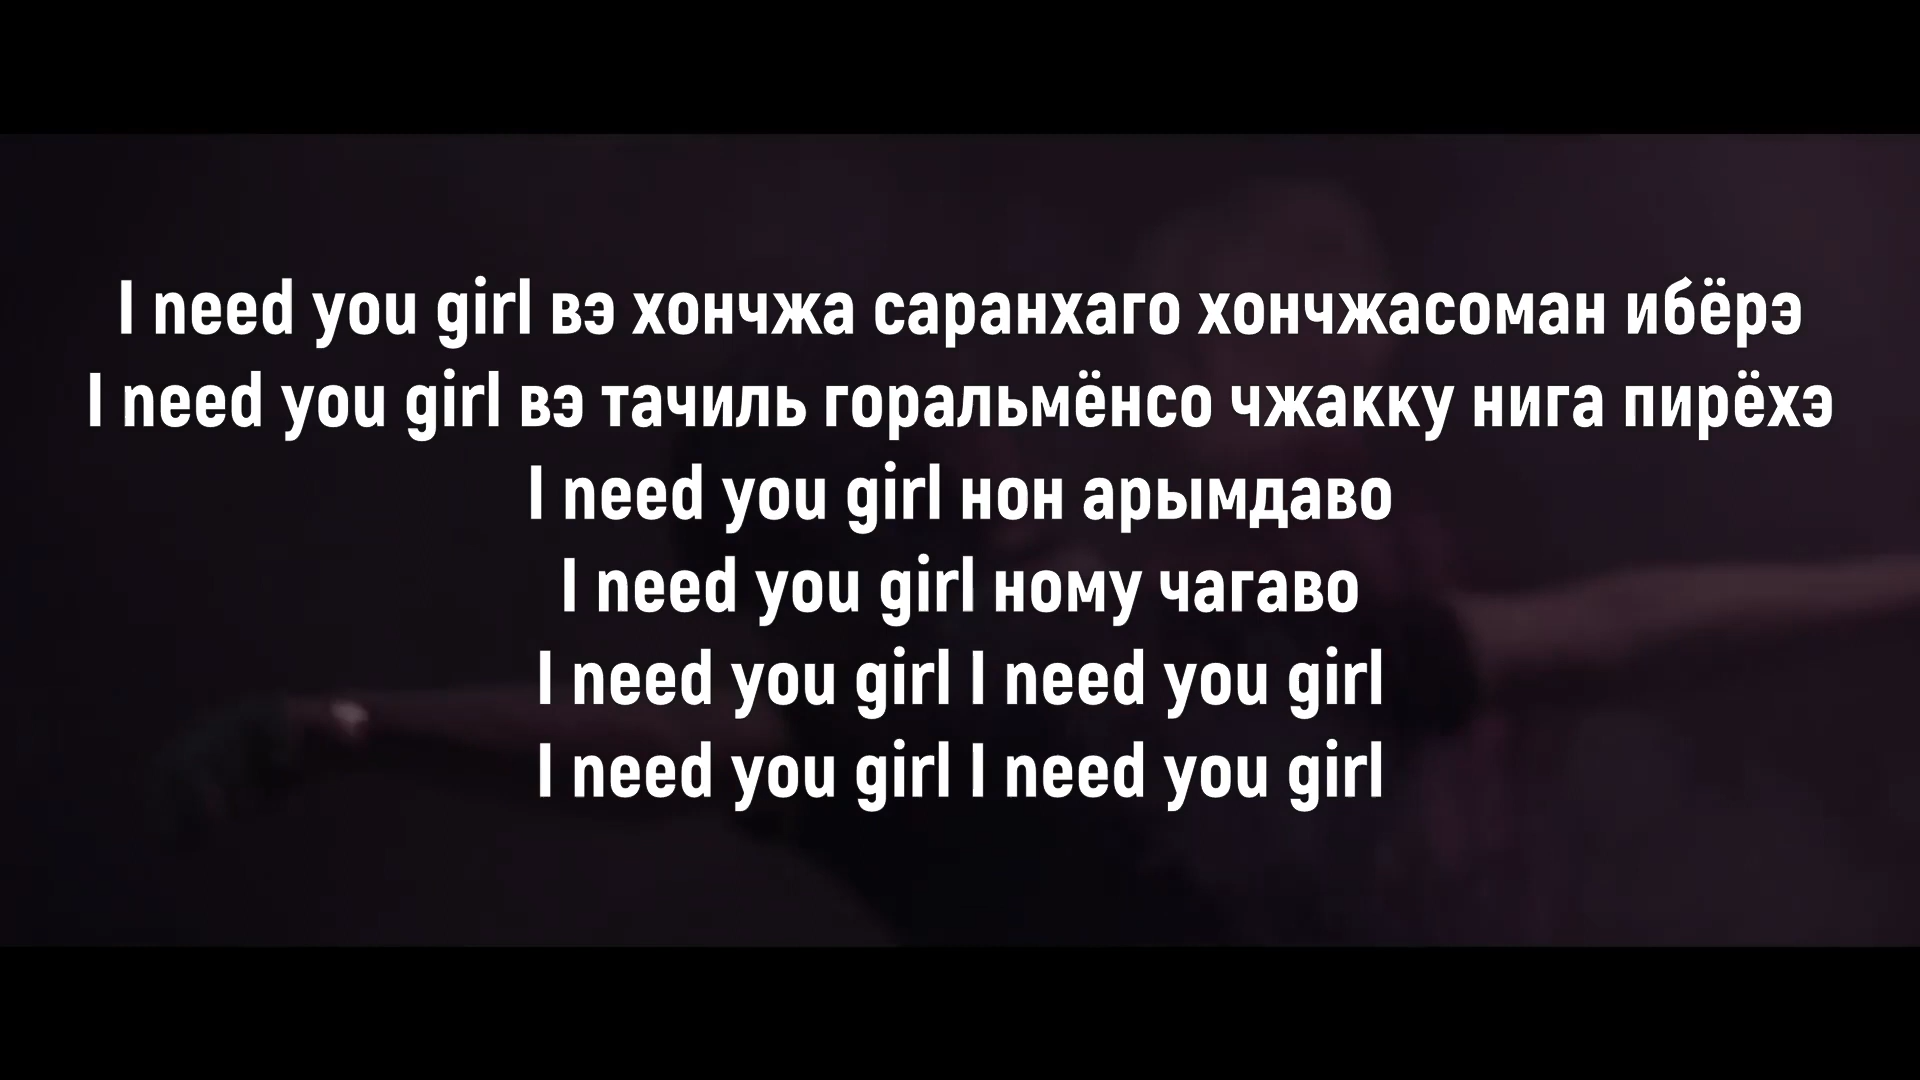 I need you girl вэ хончжа саранхаго хончжасоман ибёрэ
I need you girl вэ тачиль горальмёнсо чжакку нига пирёхэ
I need you girl нон арымдаво
I need you girl ному чагаво
I need you girl I need you girl
I need you girl I need you girl